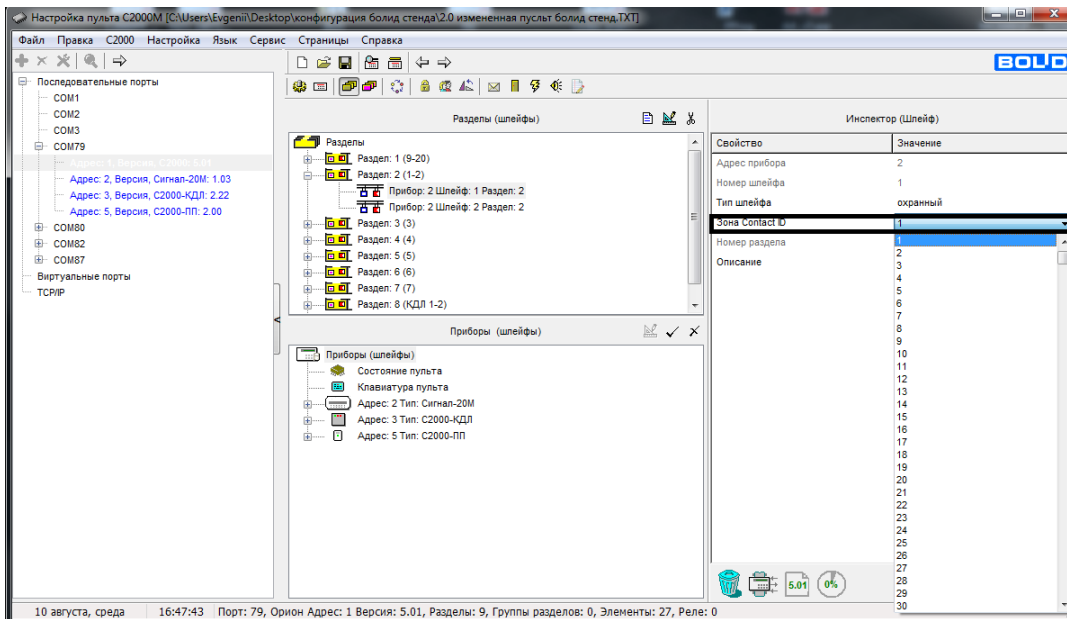 Настройка пульта С2000М [C:\Users\Evgenii\Desktop\конфигурация болид стенда\2.0 измененная пусльт болид стенд.TXT]
Файл Правка С2000 Настройка Язык Сервис Страницы Справка
BOLID
Последовательные порты
COM1
COM2
COM3
COM79
Адрес: 1, Версия, С2000: 5.01
Адрес: 2, Версия, Сигнал-20М: 1.03
Адрес: 3, Версия, С2000-КДЛ: 2.22
Адрес: 5, Версия, С2000-ПП: 2.00
COM80
COM82
COM87
Виртуальные порты
TCP/IP
<
Разделы (шлейфы)
Разделы
Раздел: 1 (9-20)
Раздел: 2 (1-2)
Прибор: 2 Шлейф: 1 Раздел: 2
Прибор: 2 Шлейф: 2 Раздел: 2
Раздел: 3 (3)
Раздел: 4 (4)
Раздел: 5 (5)
Раздел: 6 (6)
Раздел: 7 (7)
Раздел: 8 (КДЛ 1-2)
Приборы (шлейфы)
Приборы (шлейфы)
Состояние пульта
Клавиатура пульта
Адрес: 2 Тип: Сигнал-20М
Адрес: 3 Тип: С2000-КДЛ
Адрес: 5 Тип: С2000-ПП
Инспектор (Шлейф)
Свойство Значение
Адрес прибора 2
Номер шлейфа 1
Тип шлейфа охранный
Зона Contact ID 1
Номер раздела
Описание
1
2
3
4
5
6
7
8
9
10
11
12
13
14
15
16
17
18
19
20
21
22
23
24
25
26
27
28
29
30
5.01
0%
10 августа, среда 16:47:43 Порт: 79, Орион Адрес: 1 Версия: 5.01, Разделы: 9, Группы разделов: 0, Элементы: 27, Реле: 0